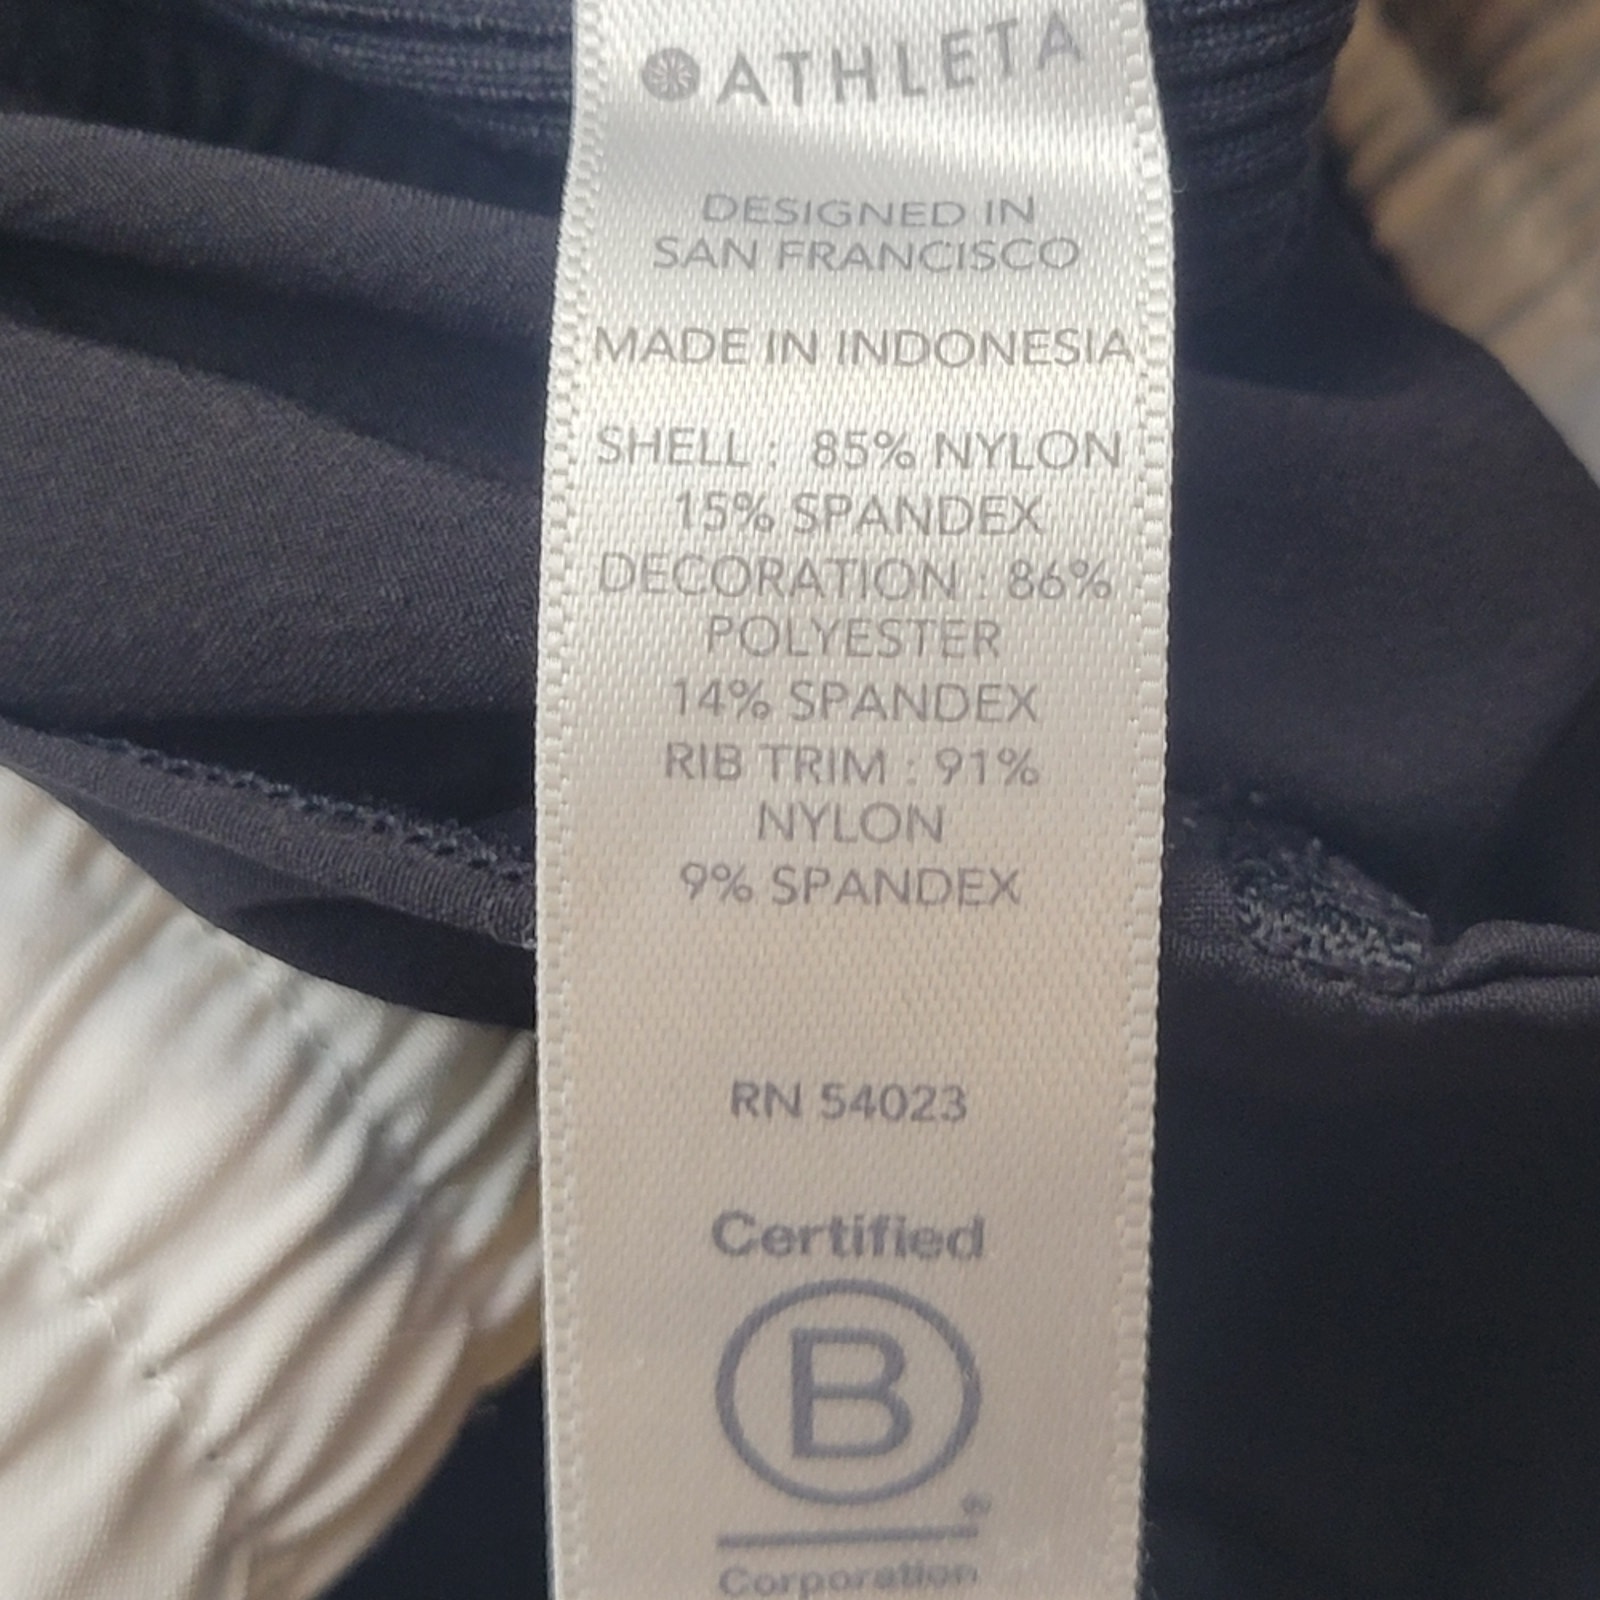 ATHLETA
DESIGNED IN
SAN FRANCISCO
MADE IN INDONESIA
SHELL : 85% NYLON
15% SPANDEX
DECORATION : 86%
POLYESTER
14% SPANDEX
RIB TRIM : 91%
NYLON
9% SPANDEX
RN 54023
Certified
B
®
Corporation